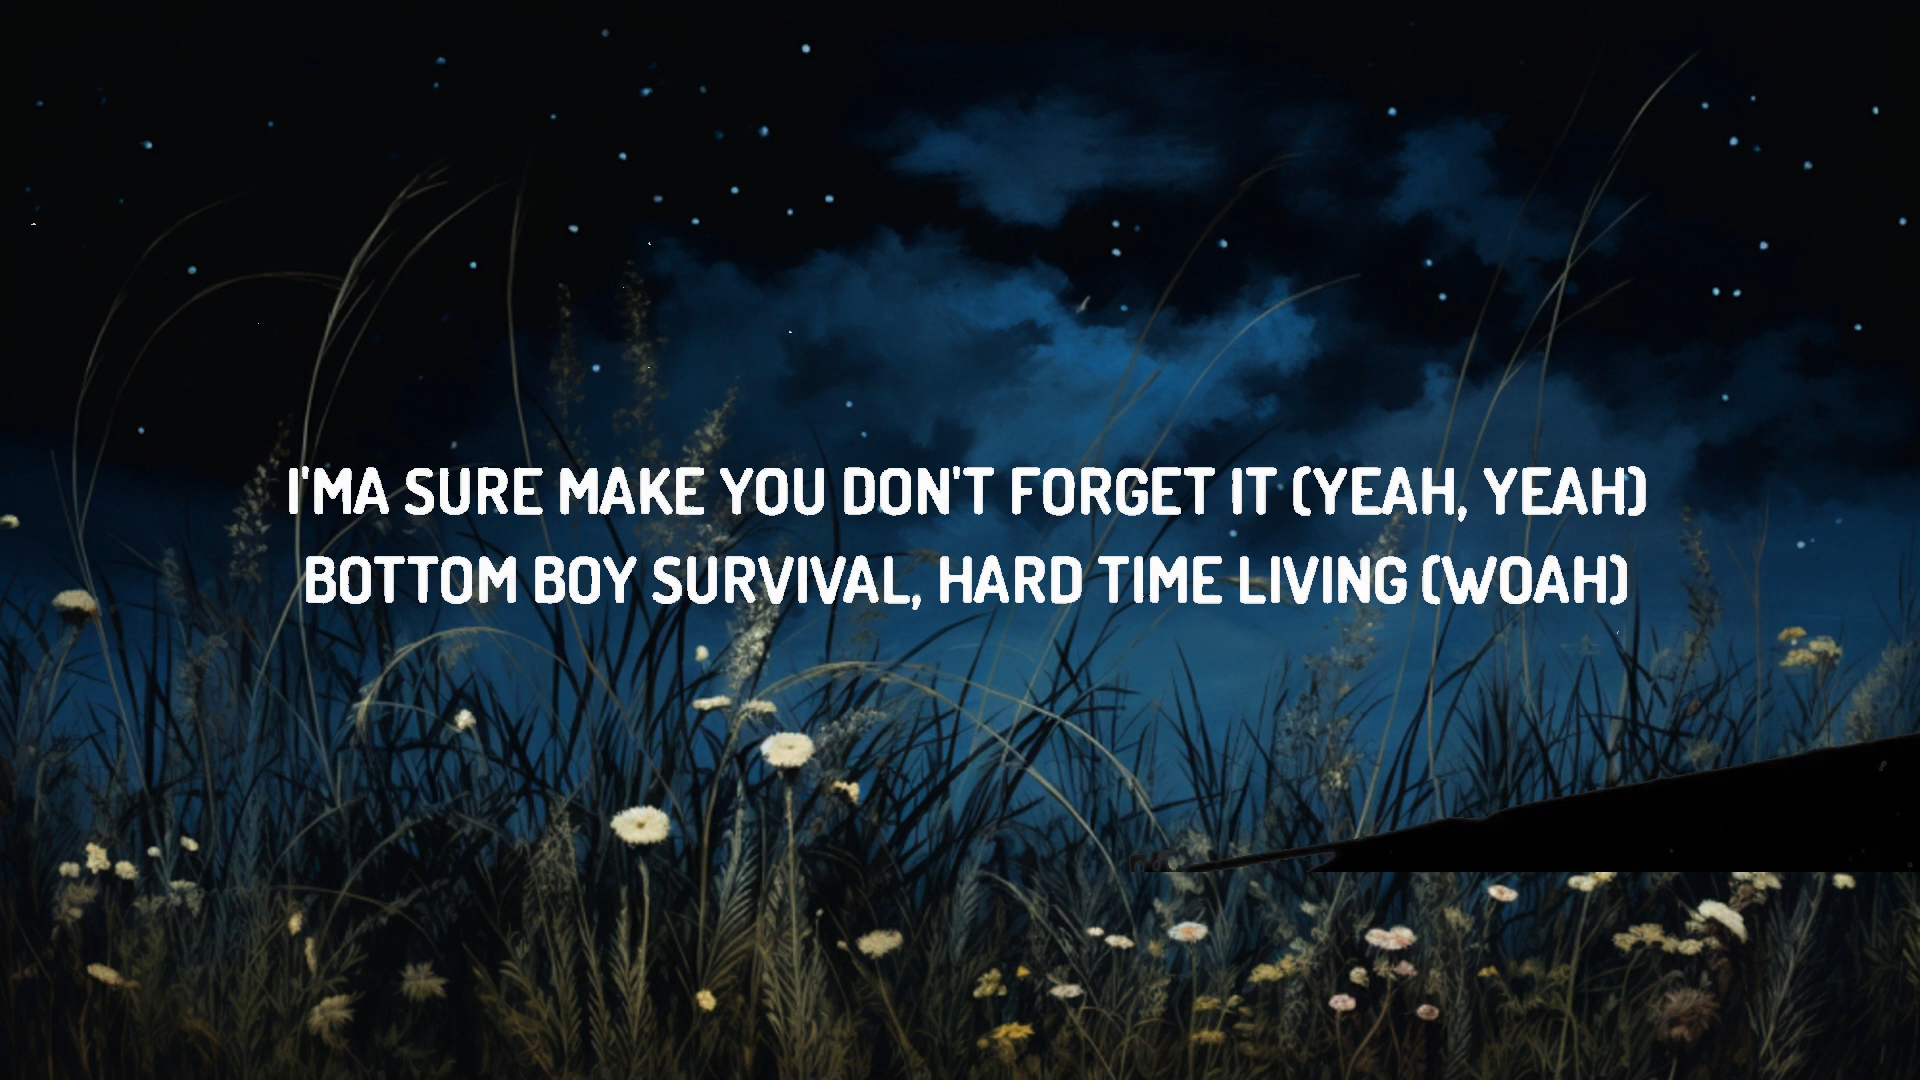 I'MA SURE MAKE YOU DON'T FORGET IT (YEAH, YEAH)
BOTTOM BOY SURVIVAL, HARD TIME LIVING (WOAH)